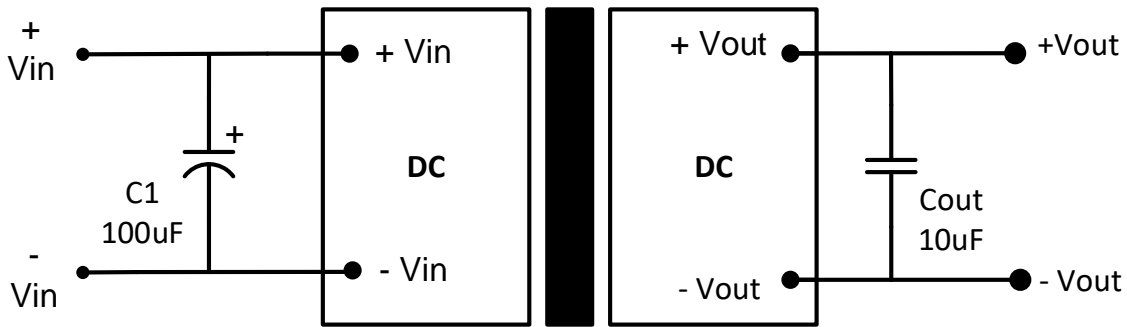 +
Vin
+ Vin
+ Vout
+Vout
+
DC
DC
C1
100uF
Cout
10uF
-
Vin
- Vin
- Vout
- Vout